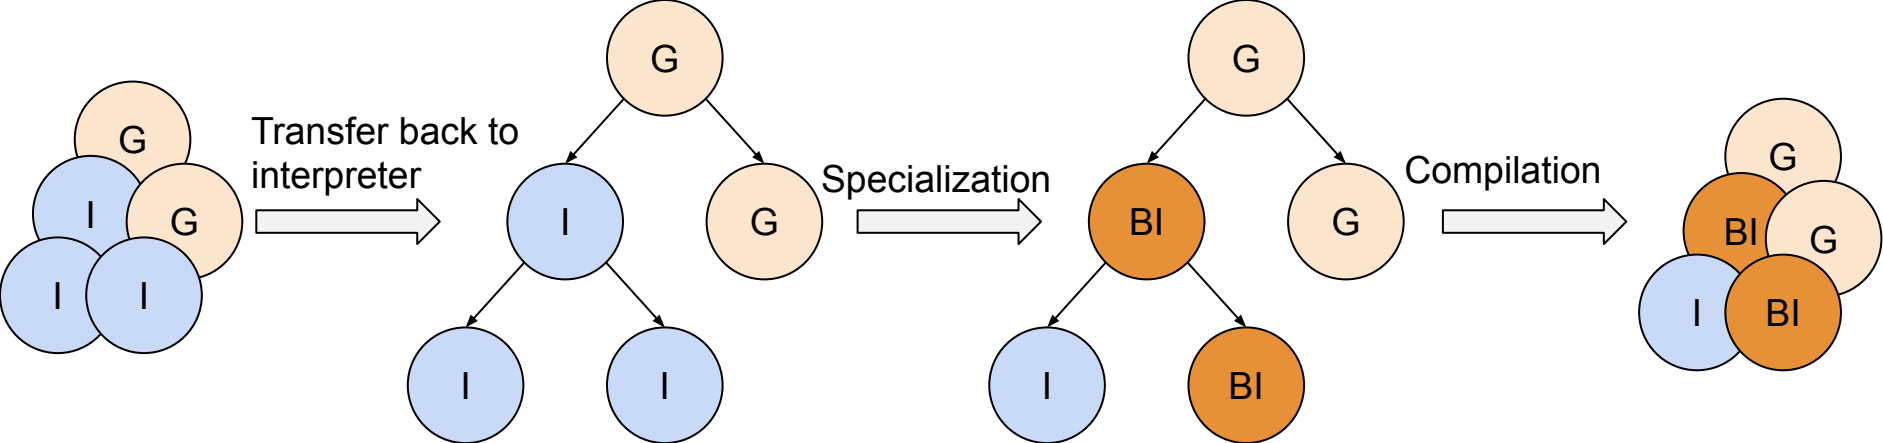 G
I
G
I
I
Transfer back to
interpreter
G
I
G
I
I
Specialization
G
BI
G
I
BI
Compilation
G
BI
G
I
BI